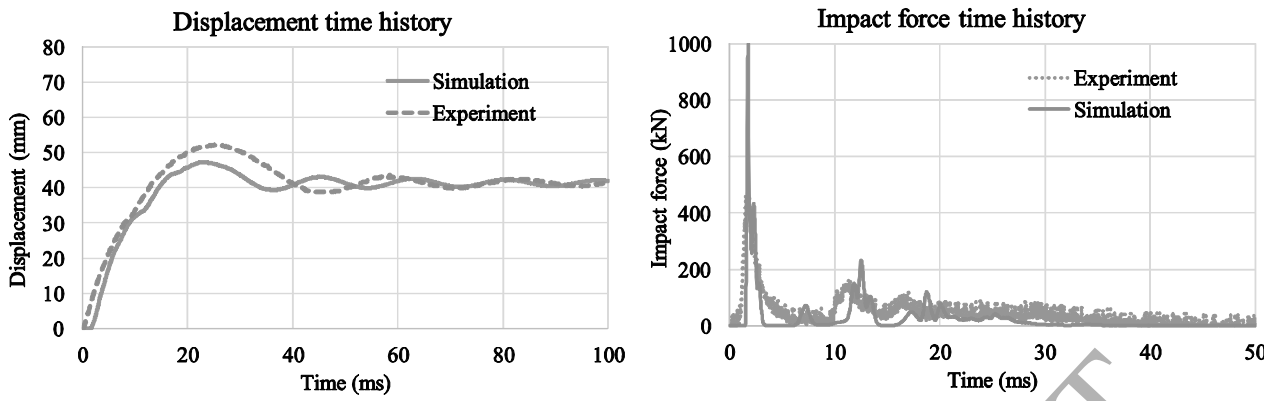 Displacement time history
80
70
60
50
40
30
20
10
0
Displacement (mm)
Simulation
Experiment
0 20 40 60 80 100
Time (ms)
Impact force time history
1000
800
600
400
200
0
Impact force (kN)
Experiment
Simulation
0 10 20 30 40 50
Time (ms)
T